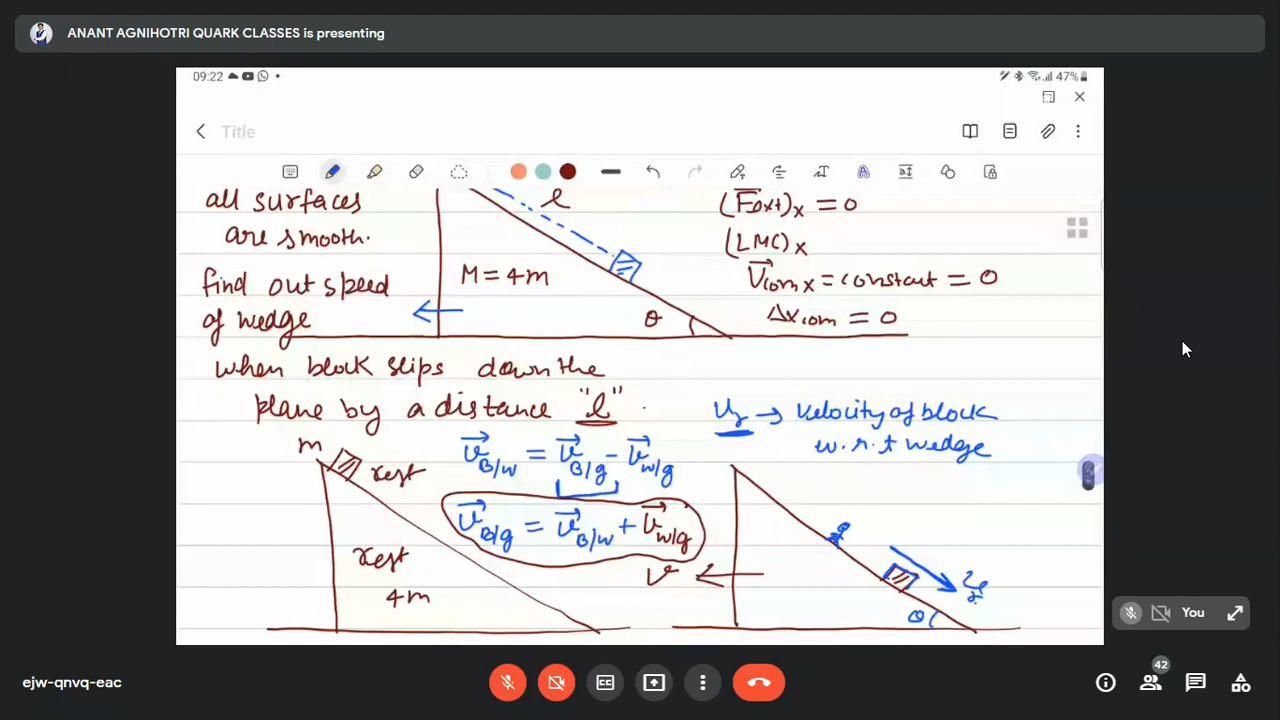 ANANT AGNIHOTRI QUARK CLASSES is presenting
09:22
47%
Title
all surfaces
are smooth.
find out speed
of wedge
when block slips down the
plane by a distance "l".
l
M = 4m
θ
(F⃗ext)x = 0
(LMC)x
V⃗com x = constant = 0
Δxcom = 0
vr → velocity of block
w.r.t wedge
v⃗B/w = v⃗B/g - v⃗w/g
v⃗B/g = v⃗B/w + v⃗w/g
m
rest
rest
4m
v
l
vr
θ
You
ejw-qnvq-eac
CC
42